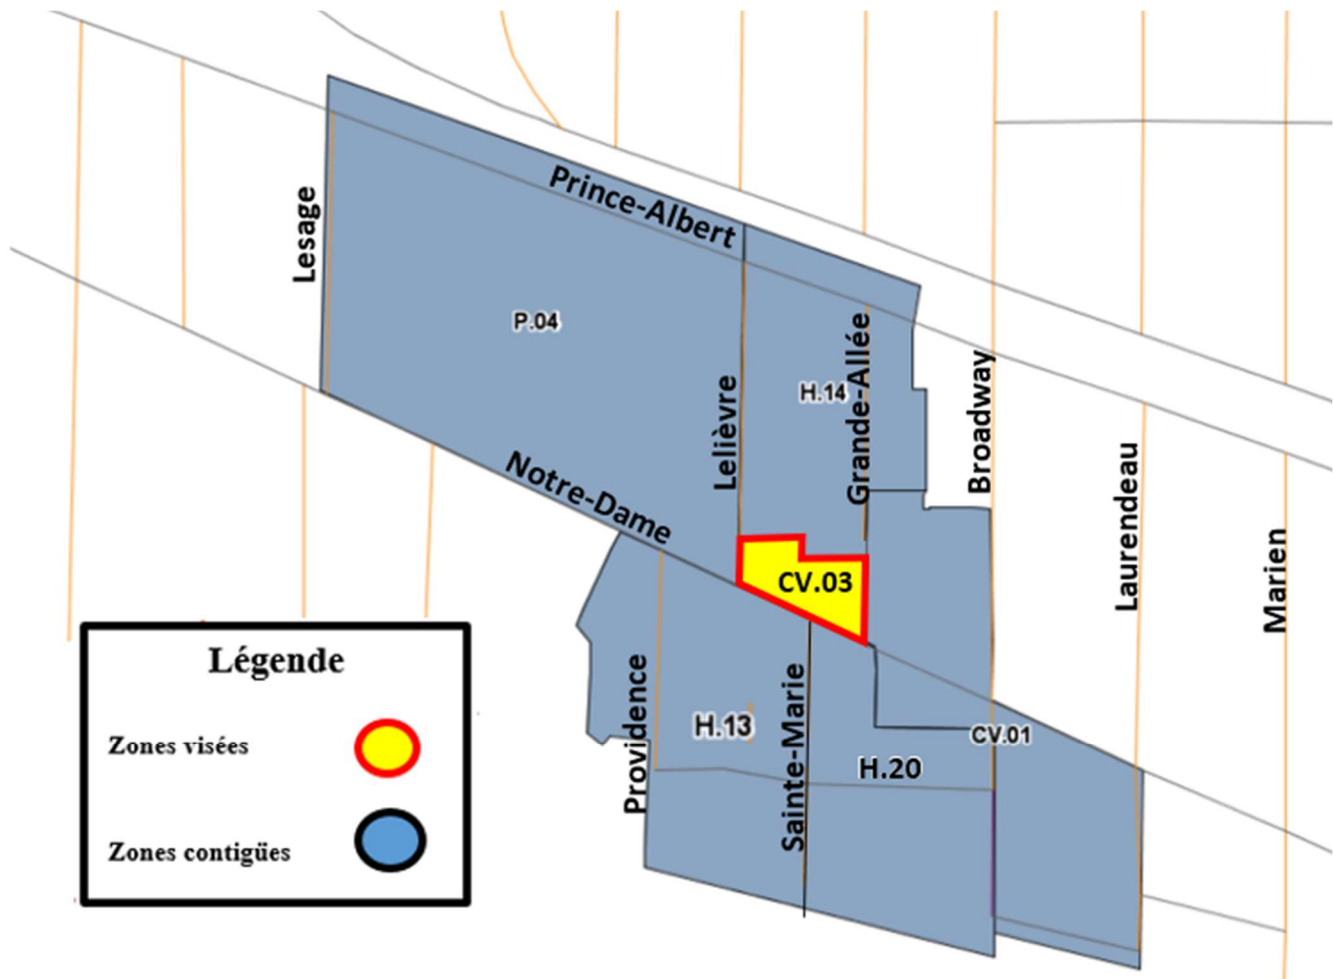 Prince-Albert
Lesage
P.04
Grande-Allée
H.14
Broadway
Lelièvre
Notre-Dame
Laurendeau
Marien
CV.03
Providence
Sainte-Marie
H.13
CV.01
H.20
Légende
Zones visées
Zones contigües